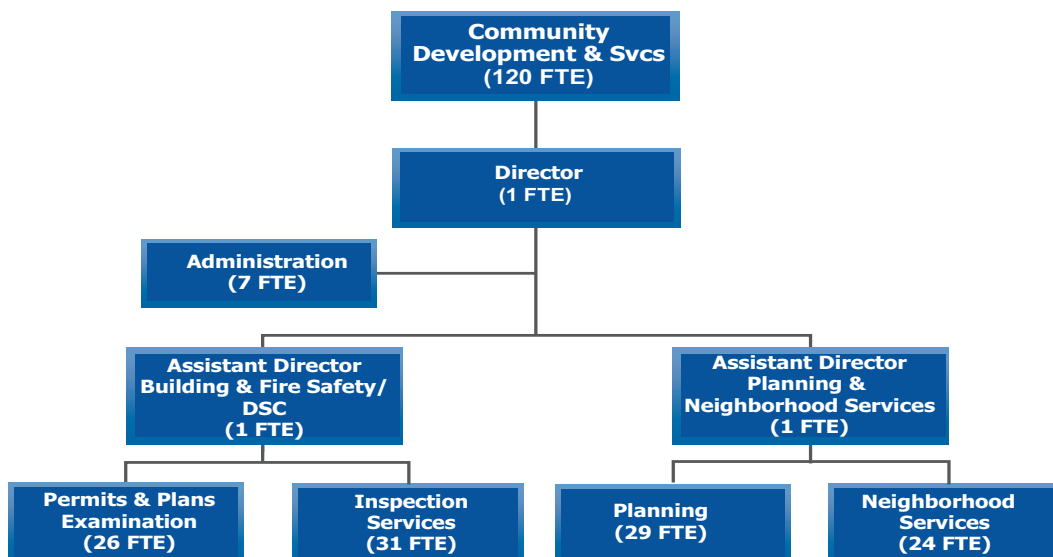 Community
Development & Svcs
(120 FTE)
Director
(1 FTE)
Administration
(7 FTE)
Assistant Director
Building & Fire Safety/
DSC
(1 FTE)
Assistant Director
Planning &
Neighborhood Services
(1 FTE)
Permits & Plans
Examination
(26 FTE)
Inspection
Services
(31 FTE)
Planning
(29 FTE)
Neighborhood
Services
(24 FTE)